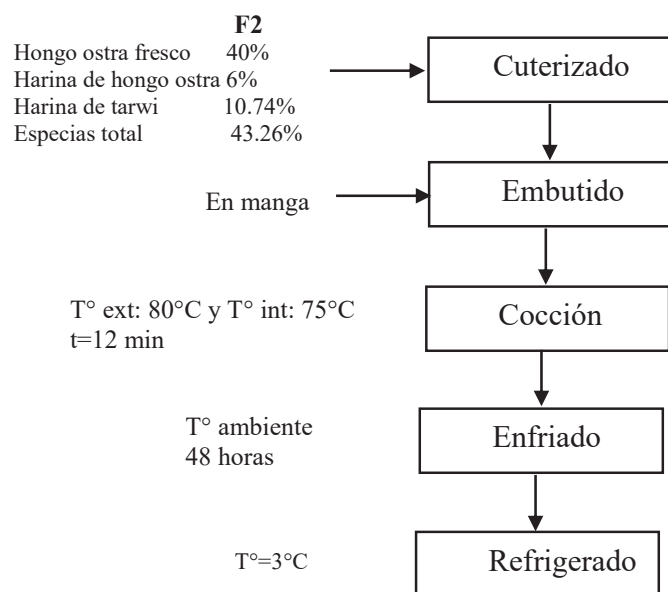 F2
Hongo ostra fresco 40%
Harina de hongo ostra 6%
Harina de tarwi 10.74%
Especias total 43.26%
Cuterizado
En manga
Embutido
T° ext: 80°C y T° int: 75°C
t=12 min
Cocción
T° ambiente
48 horas
Enfriado
T°=3°C
Refrigerado